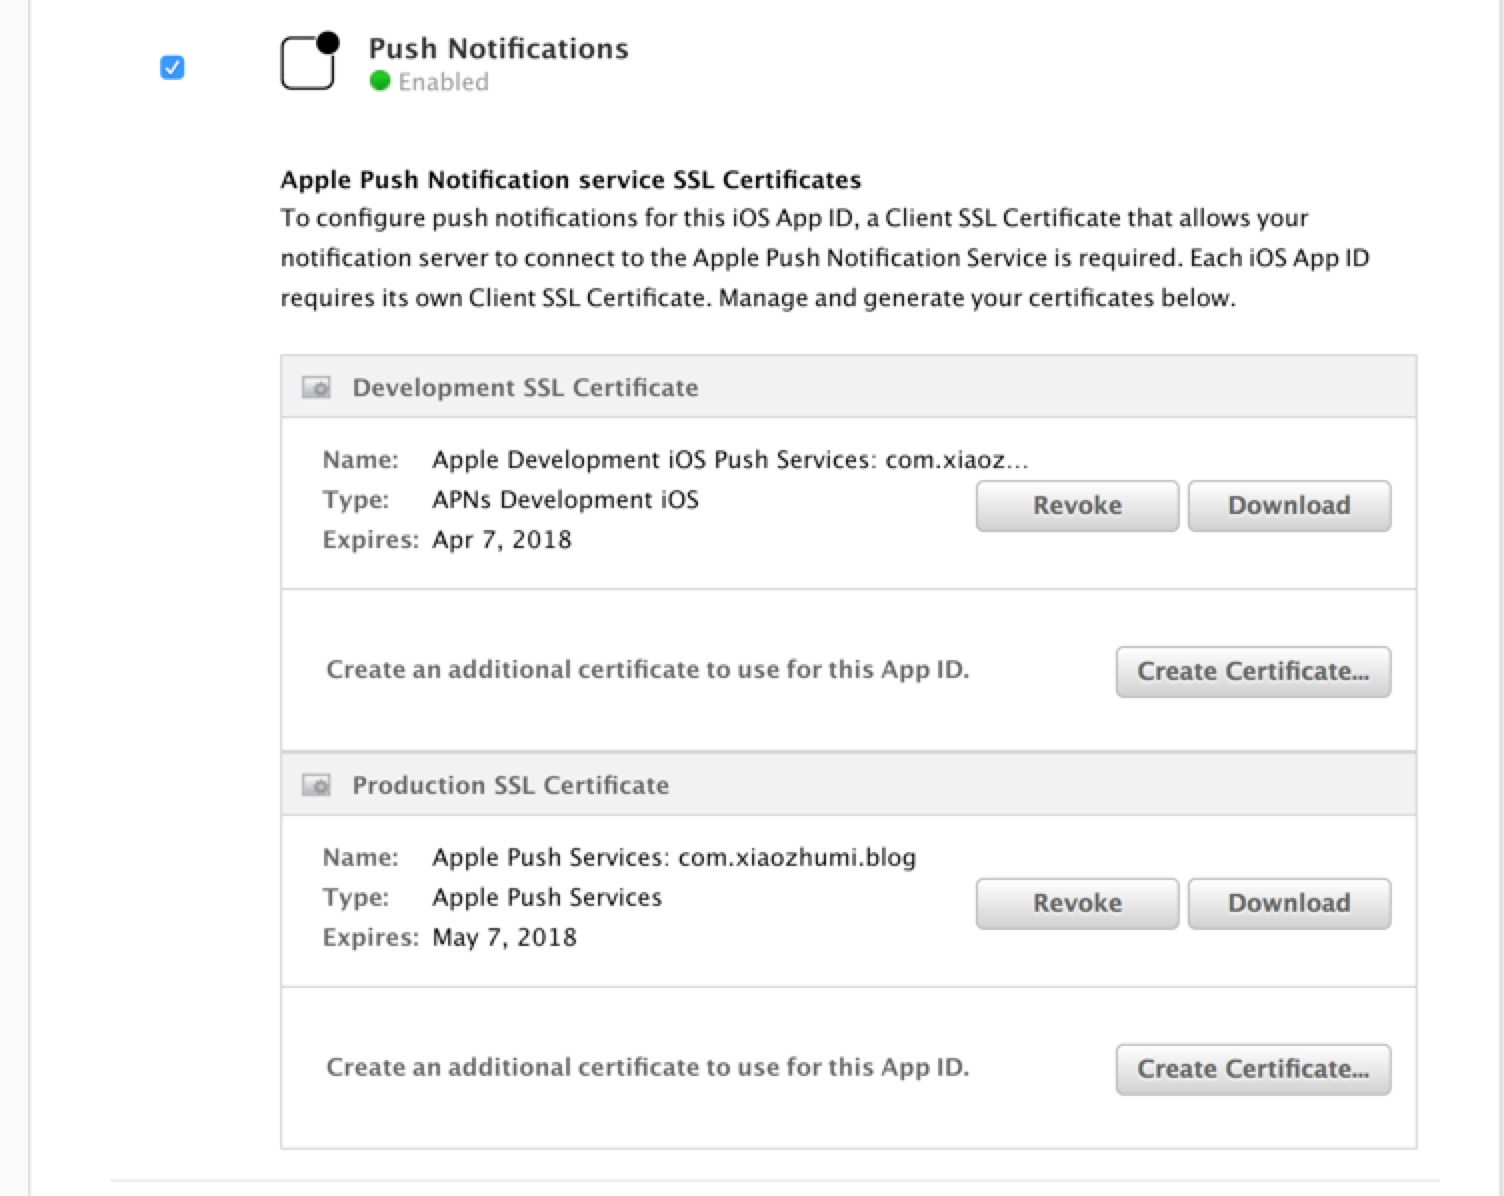 Push Notifications
Enabled
Apple Push Notification service SSL Certificates
To configure push notifications for this iOS App ID, a Client SSL Certificate that allows your
notification server to connect to the Apple Push Notification Service is required. Each iOS App ID
requires its own Client SSL Certificate. Manage and generate your certificates below.
Development SSL Certificate
Name: Apple Development iOS Push Services: com.xiaoz...
Type: APNs Development iOS
Revoke Download
Expires: Apr 7, 2018
Create an additional certificate to use for this App ID. Create Certificate...
Production SSL Certificate
Name: Apple Push Services: com.xiaozhumi.blog
Type: Apple Push Services
Revoke Download
Expires: May 7, 2018
Create an additional certificate to use for this App ID. Create Certificate...